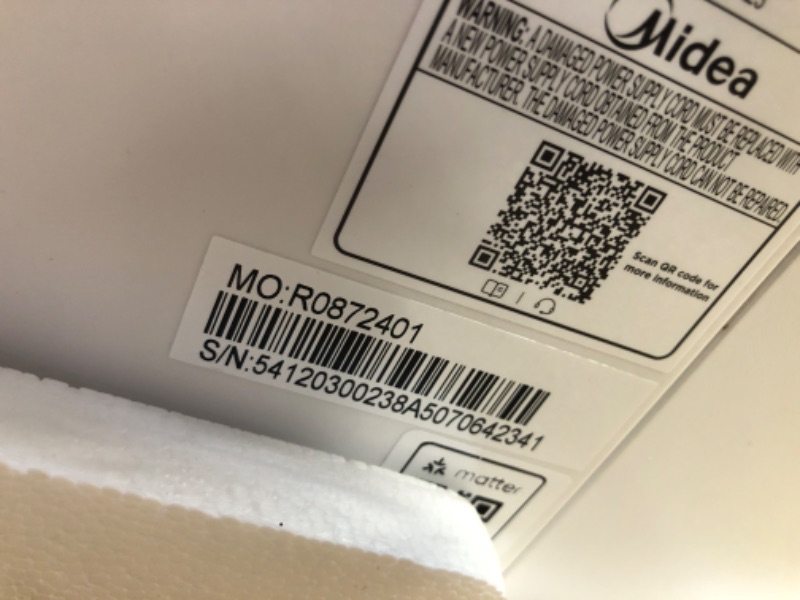 Midea
WARNING: A DAMAGED POWER SUPPLY CORD MUST BE REPLACED WITH
A NEW POWER SUPPLY CORD OBTAINED FROM THE PRODUCT
MANUFACTURER. THE DAMAGED POWER SUPPLY CORD CAN NOT BE REPAIRED.
Scan QR code for
more information
MO:R0872401
S/N:54120300238A5070642341
matter